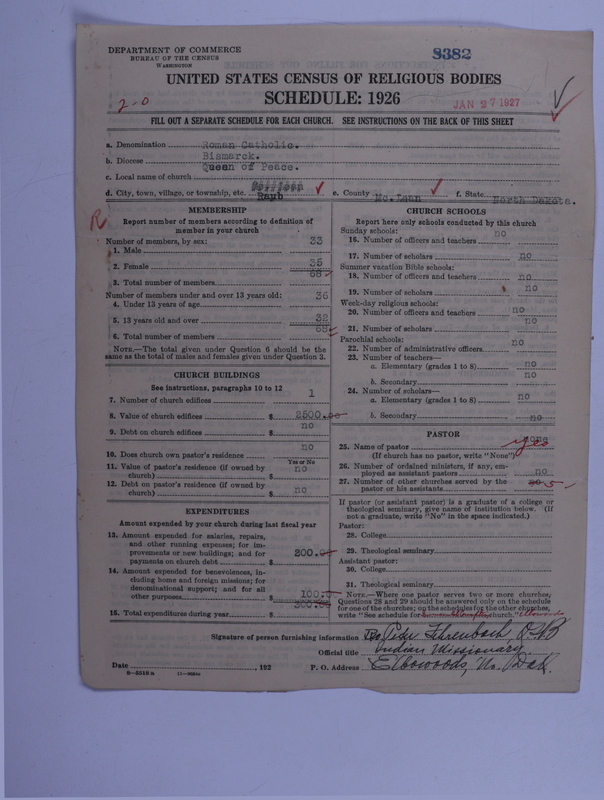 DEPARTMENT OF COMMERCE
BUREAU OF THE CENSUS
WASHINGTON
8382
UNITED STATES CENSUS OF RELIGIOUS BODIES
SCHEDULE: 1926
2-0
JAN 27 1927
FILL OUT A SEPARATE SCHEDULE FOR EACH CHURCH. SEE INSTRUCTIONS ON THE BACK OF THIS SHEET
a. Denomination Roman Catholic.
b. Diocese Bismarck.
c. Local name of church Queen of Peace.
d. City, town, village, or township, etc. Raub e. County Mc.Lean f. State North Dakota.
R
MEMBERSHIP
Report number of members according to definition of
member in your church
Number of members, by sex:
1. Male 33
2. Female 35
3. Total number of members 68
Number of members under and over 13 years old:
4. Under 13 years of age 36
5. 13 years old and over 32
6. Total number of members 68
NOTE.—The total given under Question 6 should be the
same as the total of males and females given under Question 3.
CHURCH BUILDINGS
See instructions, paragraphs 10 to 12
7. Number of church edifices 1
8. Value of church edifices $ 2500.00
9. Debt on church edifices $ no
10. Does church own pastor's residence? no
Yes or No
11. Value of pastor's residence (if owned by
church) $ no
12. Debt on pastor's residence (if owned by
church) $ no
EXPENDITURES
Amount expended by your church during last fiscal year
13. Amount expended for salaries, repairs,
and other running expenses; for im-
provements or new buildings; and for
payments on church debt $ 200.00
14. Amount expended for benevolences, in-
cluding home and foreign missions; for
denominational support; and for all
other purposes $ 100.
15. Total expenditures during year $ 300.00
CHURCH SCHOOLS
Report here only schools conducted by this church
Sunday schools:
16. Number of officers and teachers no
17. Number of scholars no
Summer vacation Bible schools:
18. Number of officers and teachers no
19. Number of scholars no
Week-day religious schools:
20. Number of officers and teachers no
21. Number of scholars no
Parochial schools:
22. Number of administrative officers no
23. Number of teachers—
a. Elementary (grades 1 to 8) no
b. Secondary no
24. Number of scholars—
a. Elementary (grades 1 to 8) no
b. Secondary no
PASTOR
25. Name of pastor none yes
(If church has no pastor, write "None")
26. Number of ordained ministers, if any, em-
ployed as assistant pastors no
27. Number of other churches served by the
pastor or his assistants no 5
If pastor (or assistant pastor) is a graduate of a college or
theological seminary, give name of institution below. (If
not a graduate, write "No" in the space indicated.)
Pastor:
28. College
29. Theological seminary
Assistant pastor:
30. College
31. Theological seminary
NOTE.—Where one pastor serves two or more churches,
Questions 28 and 29 should be answered only on the schedule
for one of the churches; on the schedules for the other churches,
write "See schedule for church." Elbowoods
Signature of person furnishing information Peter Fehrenbach, O.S.B
Official title Indian Missionary
Date , 192 P. O. Address Elbowoods, No. Dak.